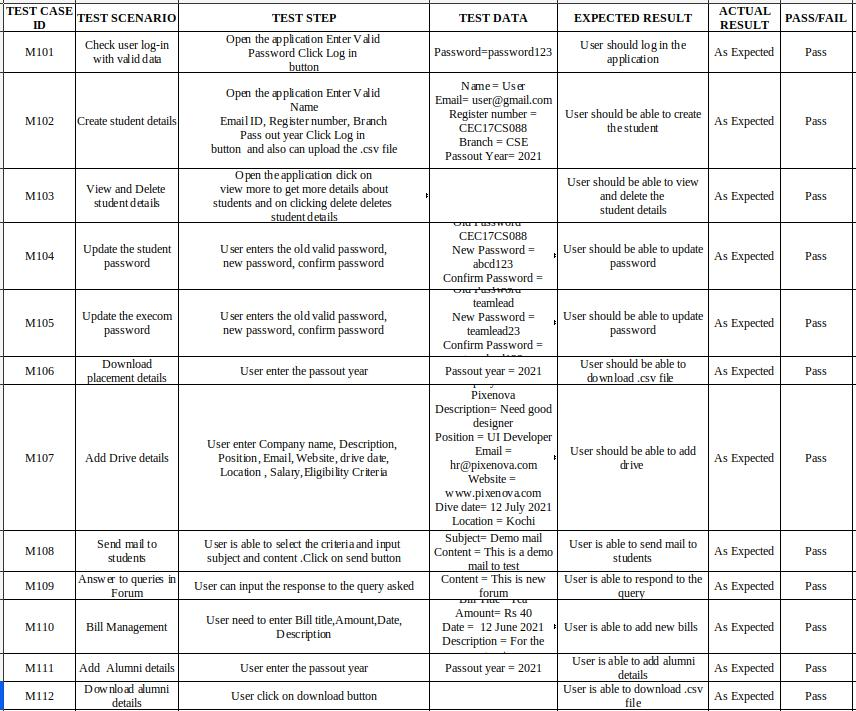 TEST CASE ID
TEST SCENARIO
TEST STEP
TEST DATA
EXPECTED RESULT
ACTUAL RESULT
PASS/FAIL
M101
Check user log-in
with valid data
Open the application Enter Valid
Password Click Log in
button
Password=password123
User should log in the
application
As Expected
Pass
M102
Create student details
Open the application Enter Valid
Name
Email ID, Register number, Branch
Pass out year Click Log in
button and also can upload the .csv file
Name = User
Email= user@gmail.com
Register number =
CEC17CS088
Branch = CSE
Passout Year= 2021
User should be able to create
the student
As Expected
Pass
M103
View and Delete
student details
Open the application click on
view more to get more details about
students and on clicking delete deletes
student details
User should be able to view
and delete the
student details
As Expected
Pass
M104
Update the student
password
User enters the old valid password,
new password, confirm password
Old Password
CEC17CS088
New Password =
abcd123
Confirm Password =
User should be able to update
password
As Expected
Pass
M105
Update the execom
password
User enters the old valid password,
new password, confirm password
Old Password
teamlead
New Password =
teamlead23
Confirm Password =
User should be able to update
password
As Expected
Pass
M106
Download
placement details
User enter the passout year
Passout year = 2021
User should be able to
download .csv file
As Expected
Pass
M107
Add Drive details
User enter Company name, Description,
Position, Email, Website, drive date,
Location , Salary,Eligibility Criteria
Pixenova
Description= Need good
designer
Position = UI Developer
Email =
hr@pixenova.com
Website =
www.pixenova.com
Dive date= 12 July 2021
Location = Kochi
User should be able to add
drive
As Expected
Pass
M108
Send mail to
students
User is able to select the criteria and input
subject and content .Click on send button
Subject= Demo mail
Content = This is a demo
mail to test
User is able to send mail to
students
As Expected
Pass
M109
Answer to queries in
Forum
User can input the response to the query asked
Content = This is new
forum
User is able to respond to the
query
As Expected
Pass
M110
Bill Management
User need to enter Bill title,Amount,Date,
Description
Bill Title = Tea
Amount= Rs 40
Date = 12 June 2021
Description = For the
User is able to add new bills
As Expected
Pass
M111
Add Alumni details
User enter the passout year
Passout year = 2021
User is able to add alumni
details
As Expected
Pass
M112
Download alumni
details
User click on download button
User is able to download .csv
file
As Expected
Pass